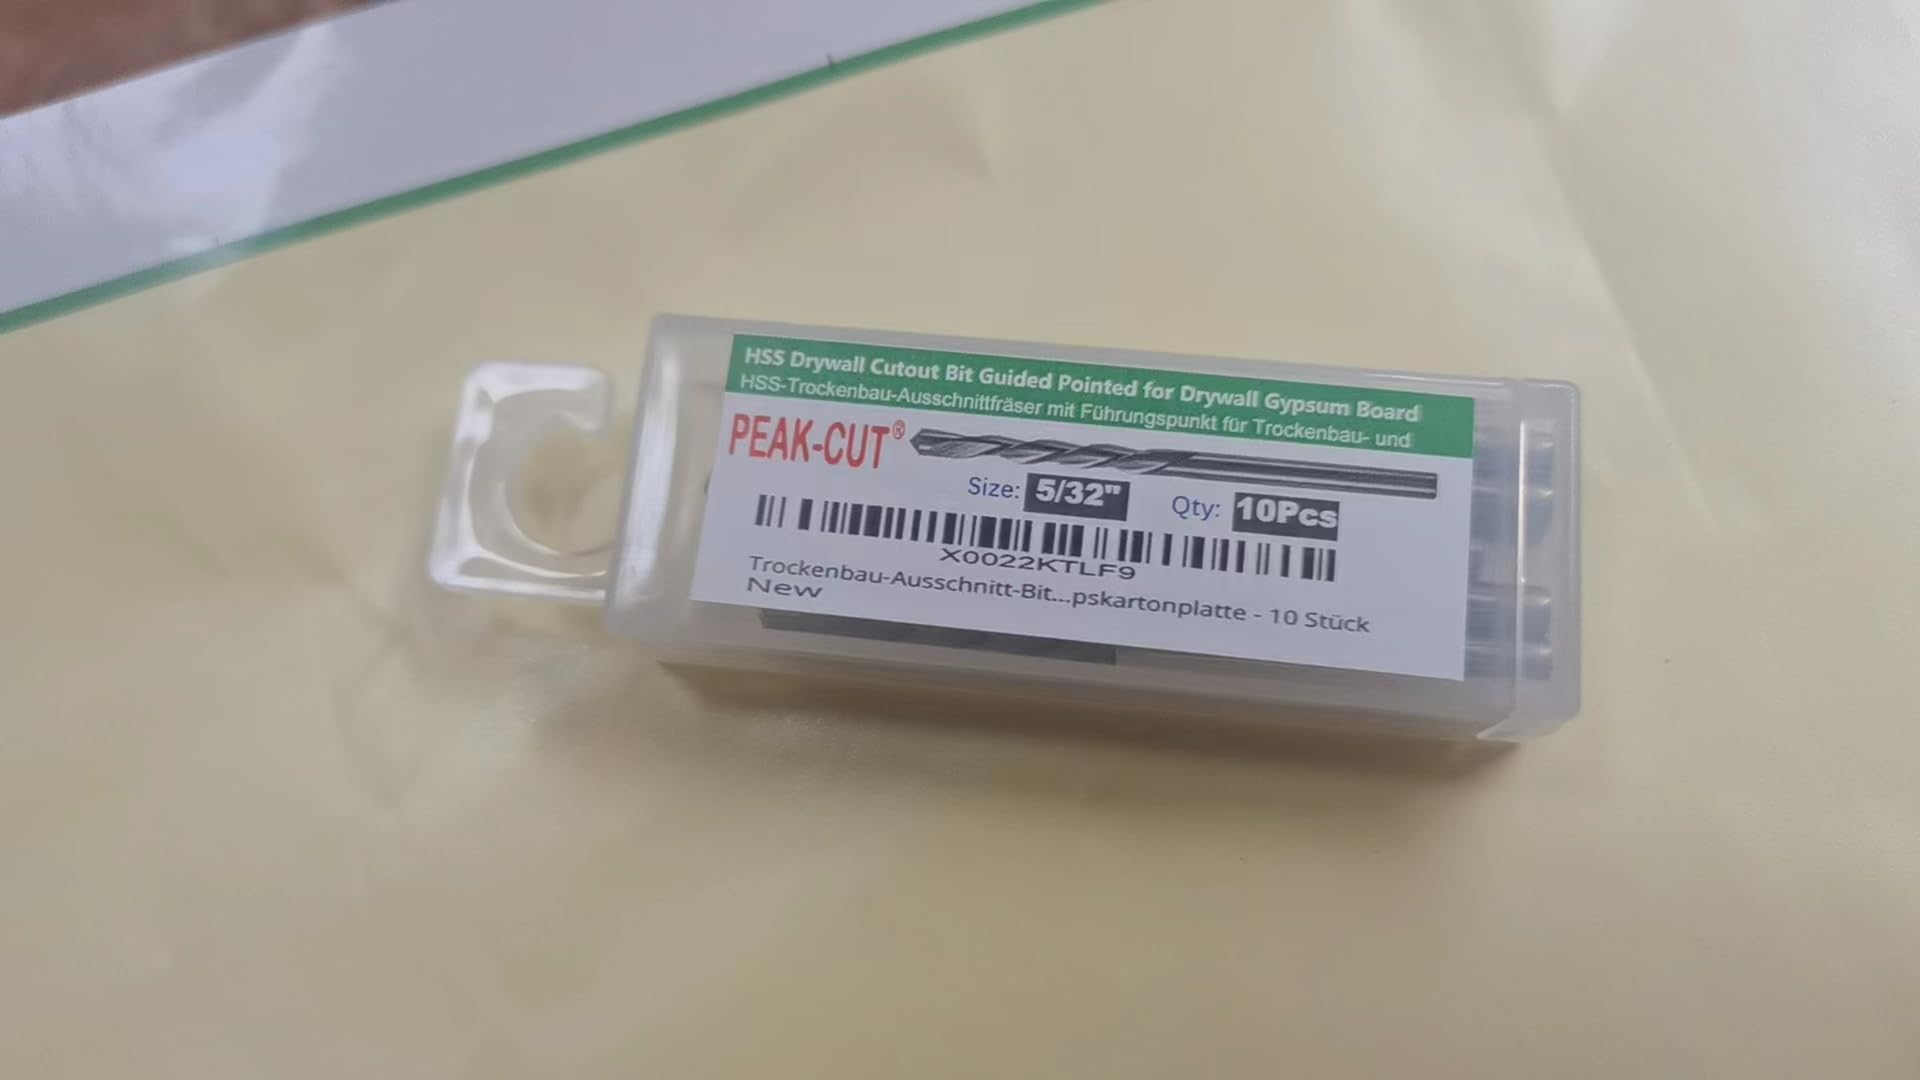 HSS Drywall Cutout Bit Guided Pointed for Drywall Gypsum Board
HSS-Trockenbau-Ausschnittfräser mit Führungspunkt für Trockenbau- und
PEAK-CUT®
Size: 5/32" Qty: 10Pcs
X0022KTLF9
Trockenbau-Ausschnitt-Bit...pskartonplatte - 10 Stück
New